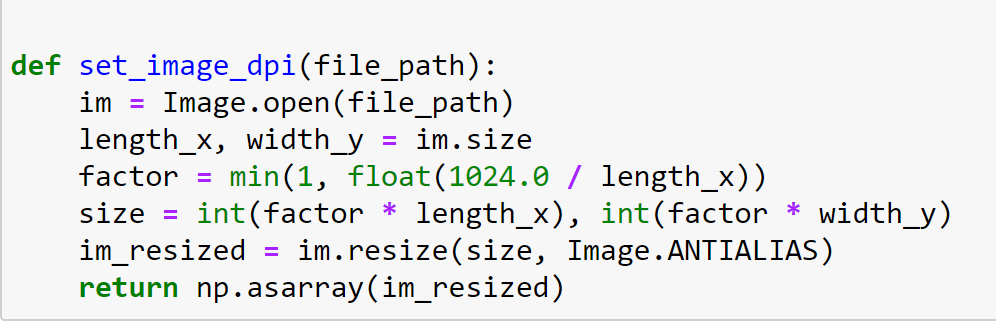 def set_image_dpi(file_path):
    im = Image.open(file_path)
    length_x, width_y = im.size
    factor = min(1, float(1024.0 / length_x))
    size = int(factor * length_x), int(factor * width_y)
    im_resized = im.resize(size, Image.ANTIALIAS)
    return np.asarray(im_resized)